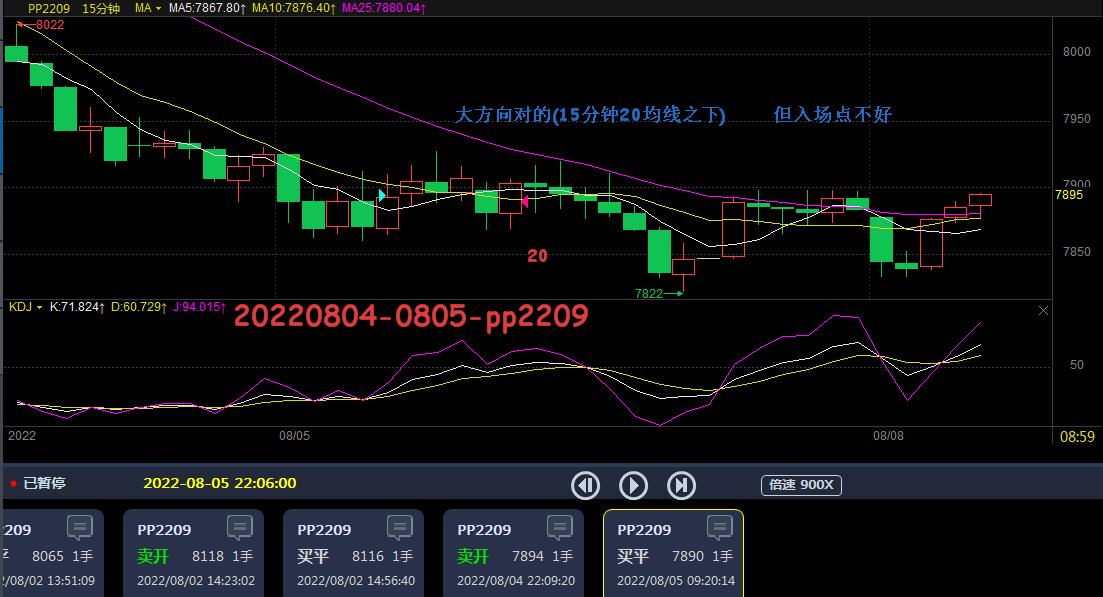 PP2209 15分钟 MA MA5:7867.80↑ MA10:7876.40↑ MA25:7880.04↑
8022
8000
大方向对的(15分钟20均线之下) 但入场点不好
7950
7900
7895
7850
20
7822
KDJ K:71.824↑ D:60.729↑ J:94.015↑
20220804-0805-pp2209
50
2022 08/05 08/08 08:59
已暂停 2022-08-05 22:06:00 倍速 900X
2209 PP2209 PP2209 PP2209 PP2209
平 8065 1手 卖开 8118 1手 买平 8116 1手 卖开 7894 1手 买平 7890 1手
/08/02 13:51:09 2022/08/02 14:23:02 2022/08/02 14:56:40 2022/08/04 22:09:20 2022/08/05 09:20:14